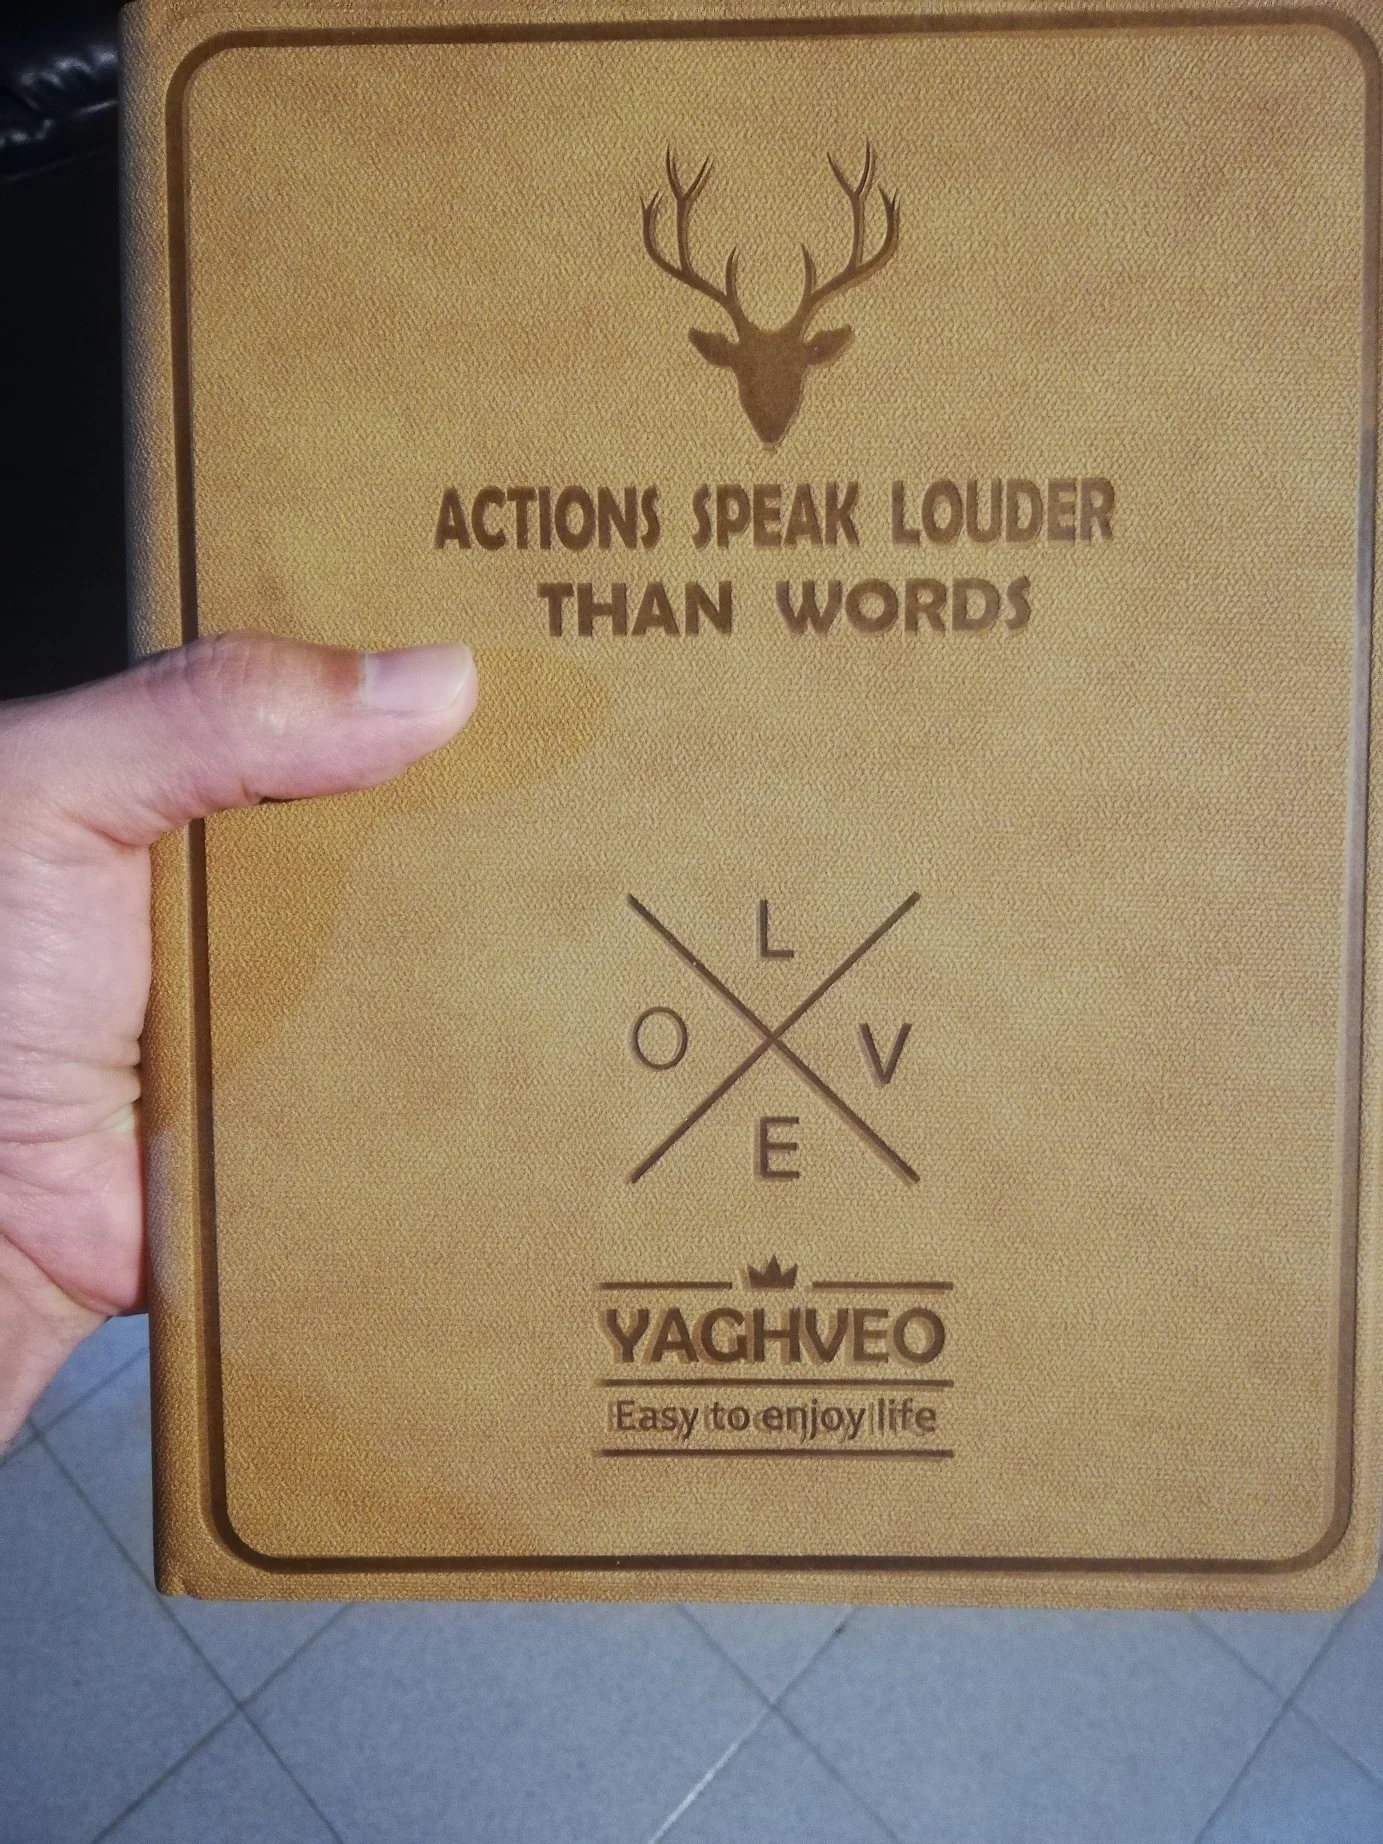 ACTIONS SPEAK LOUDER
THAN WORDS
L
O V
E
YAGHVEO
Easy to enjoy life